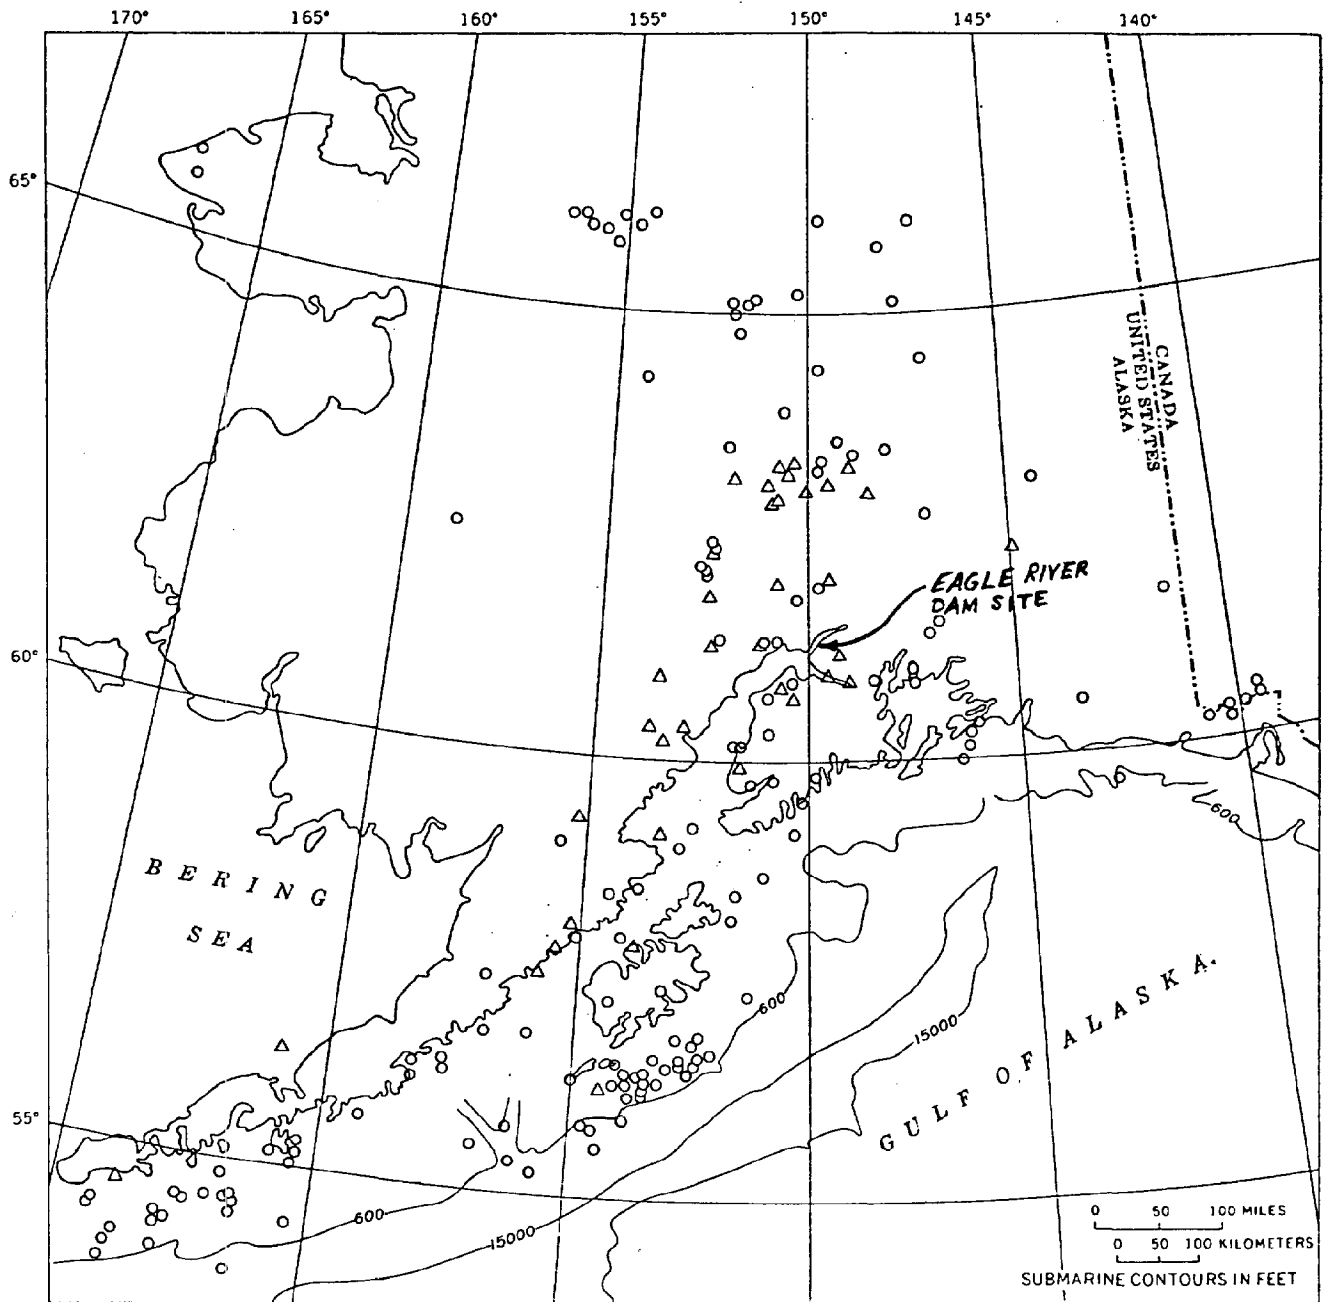 170° 165° 160° 155° 150° 145° 140°
65°
CANADA
UNITED STATES
ALASKA
EAGLE RIVER
DAM SITE
60°
600
BERING
SEA
600
15000
GULF OF ALASKA.
55°
600
15000
0 50 100 MILES
0 50 100 KILOMETERS
SUBMARINE CONTOURS IN FEET